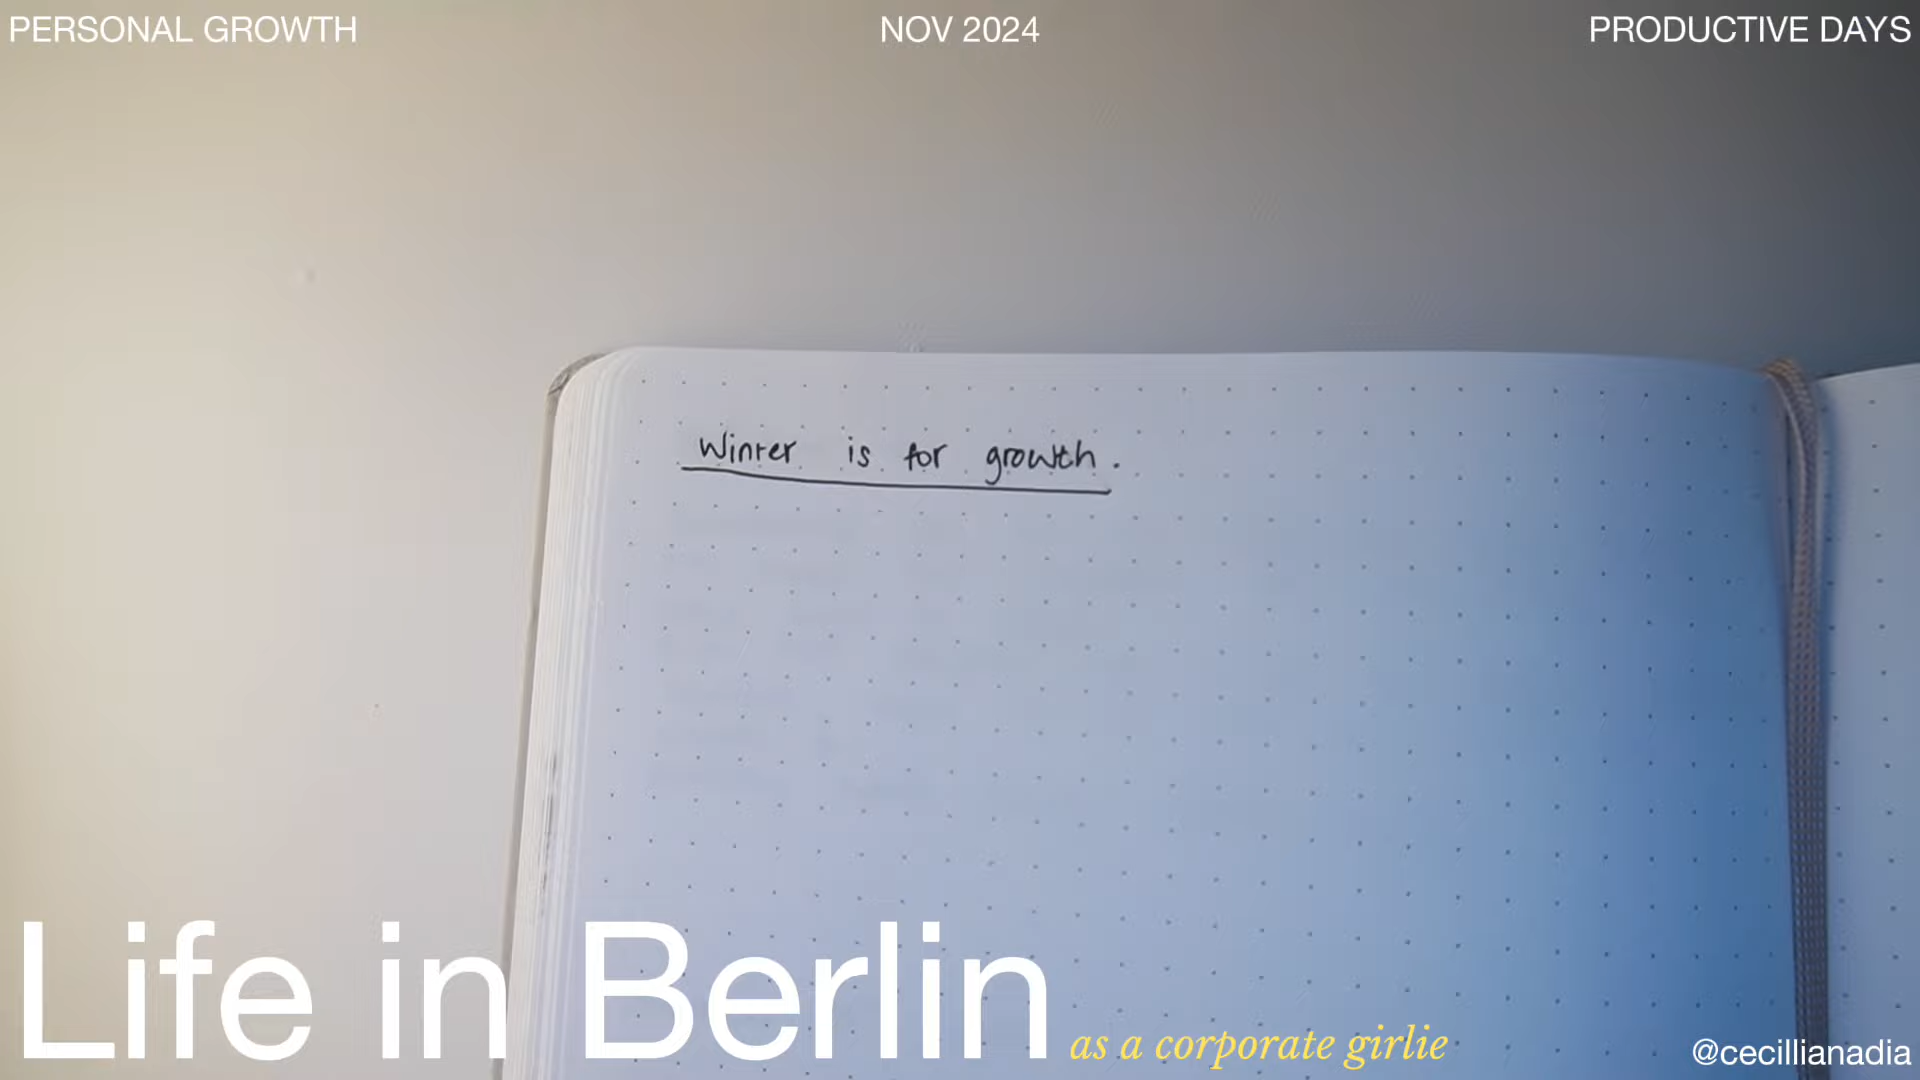 PERSONAL GROWTH
NOV 2024
PRODUCTIVE DAYS
Winter is for growth.
Life in Berlin
as a corporate girlie
@cecillianadia